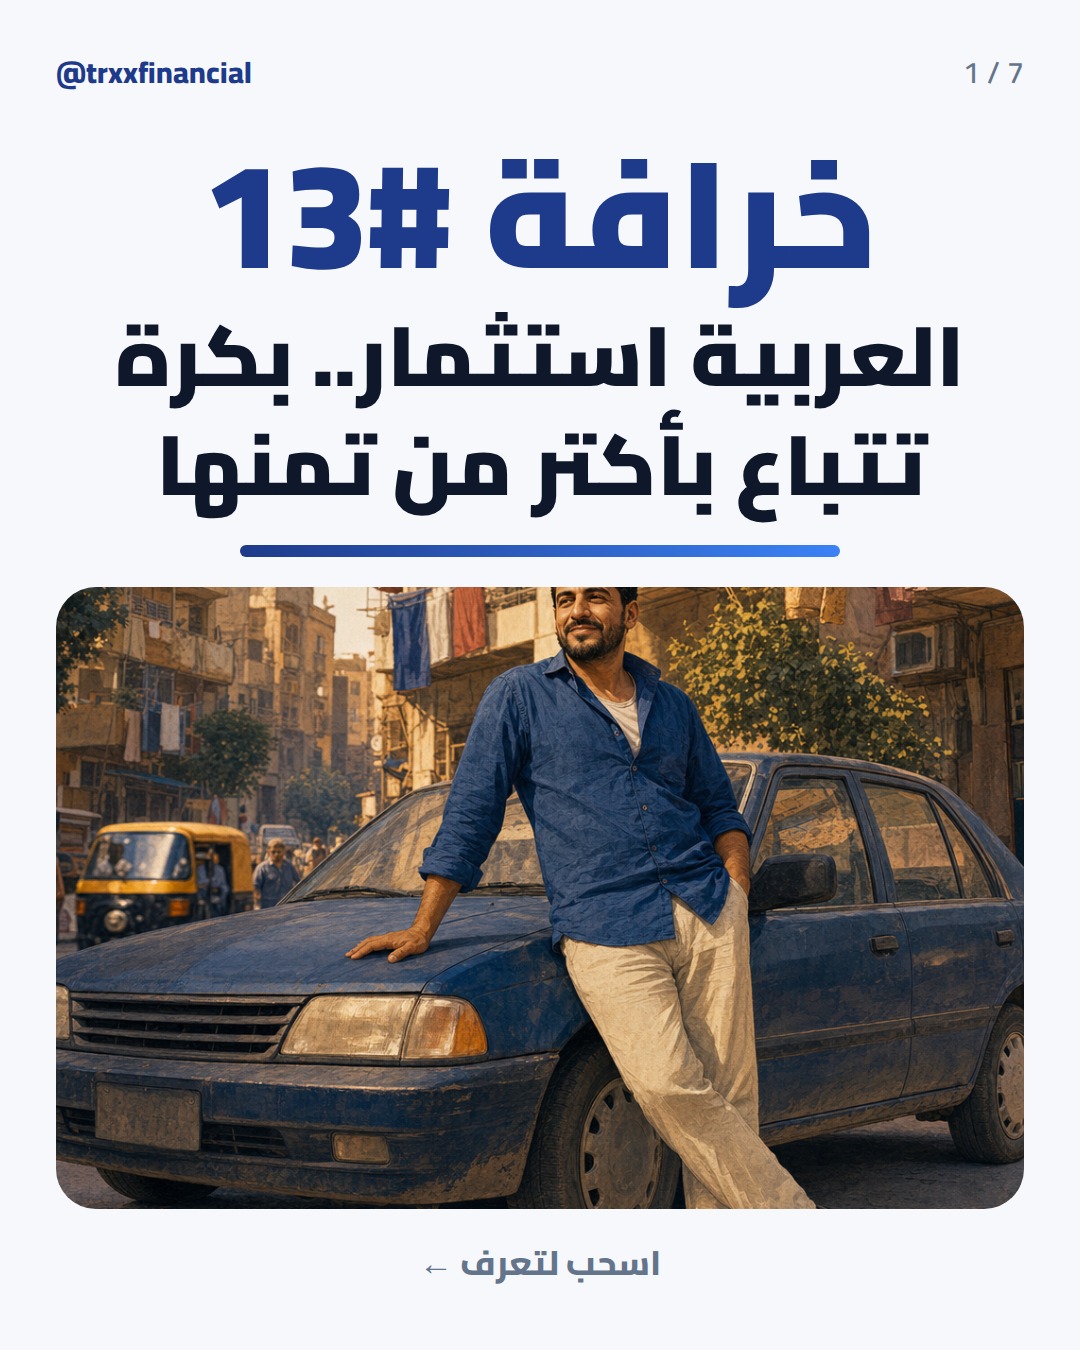 @trxxfinancial
1 / 7
خرافة #13
العربية استثمار.. بكرة
تتباع بأكتر من تمنها
اسحب لتعرف ←